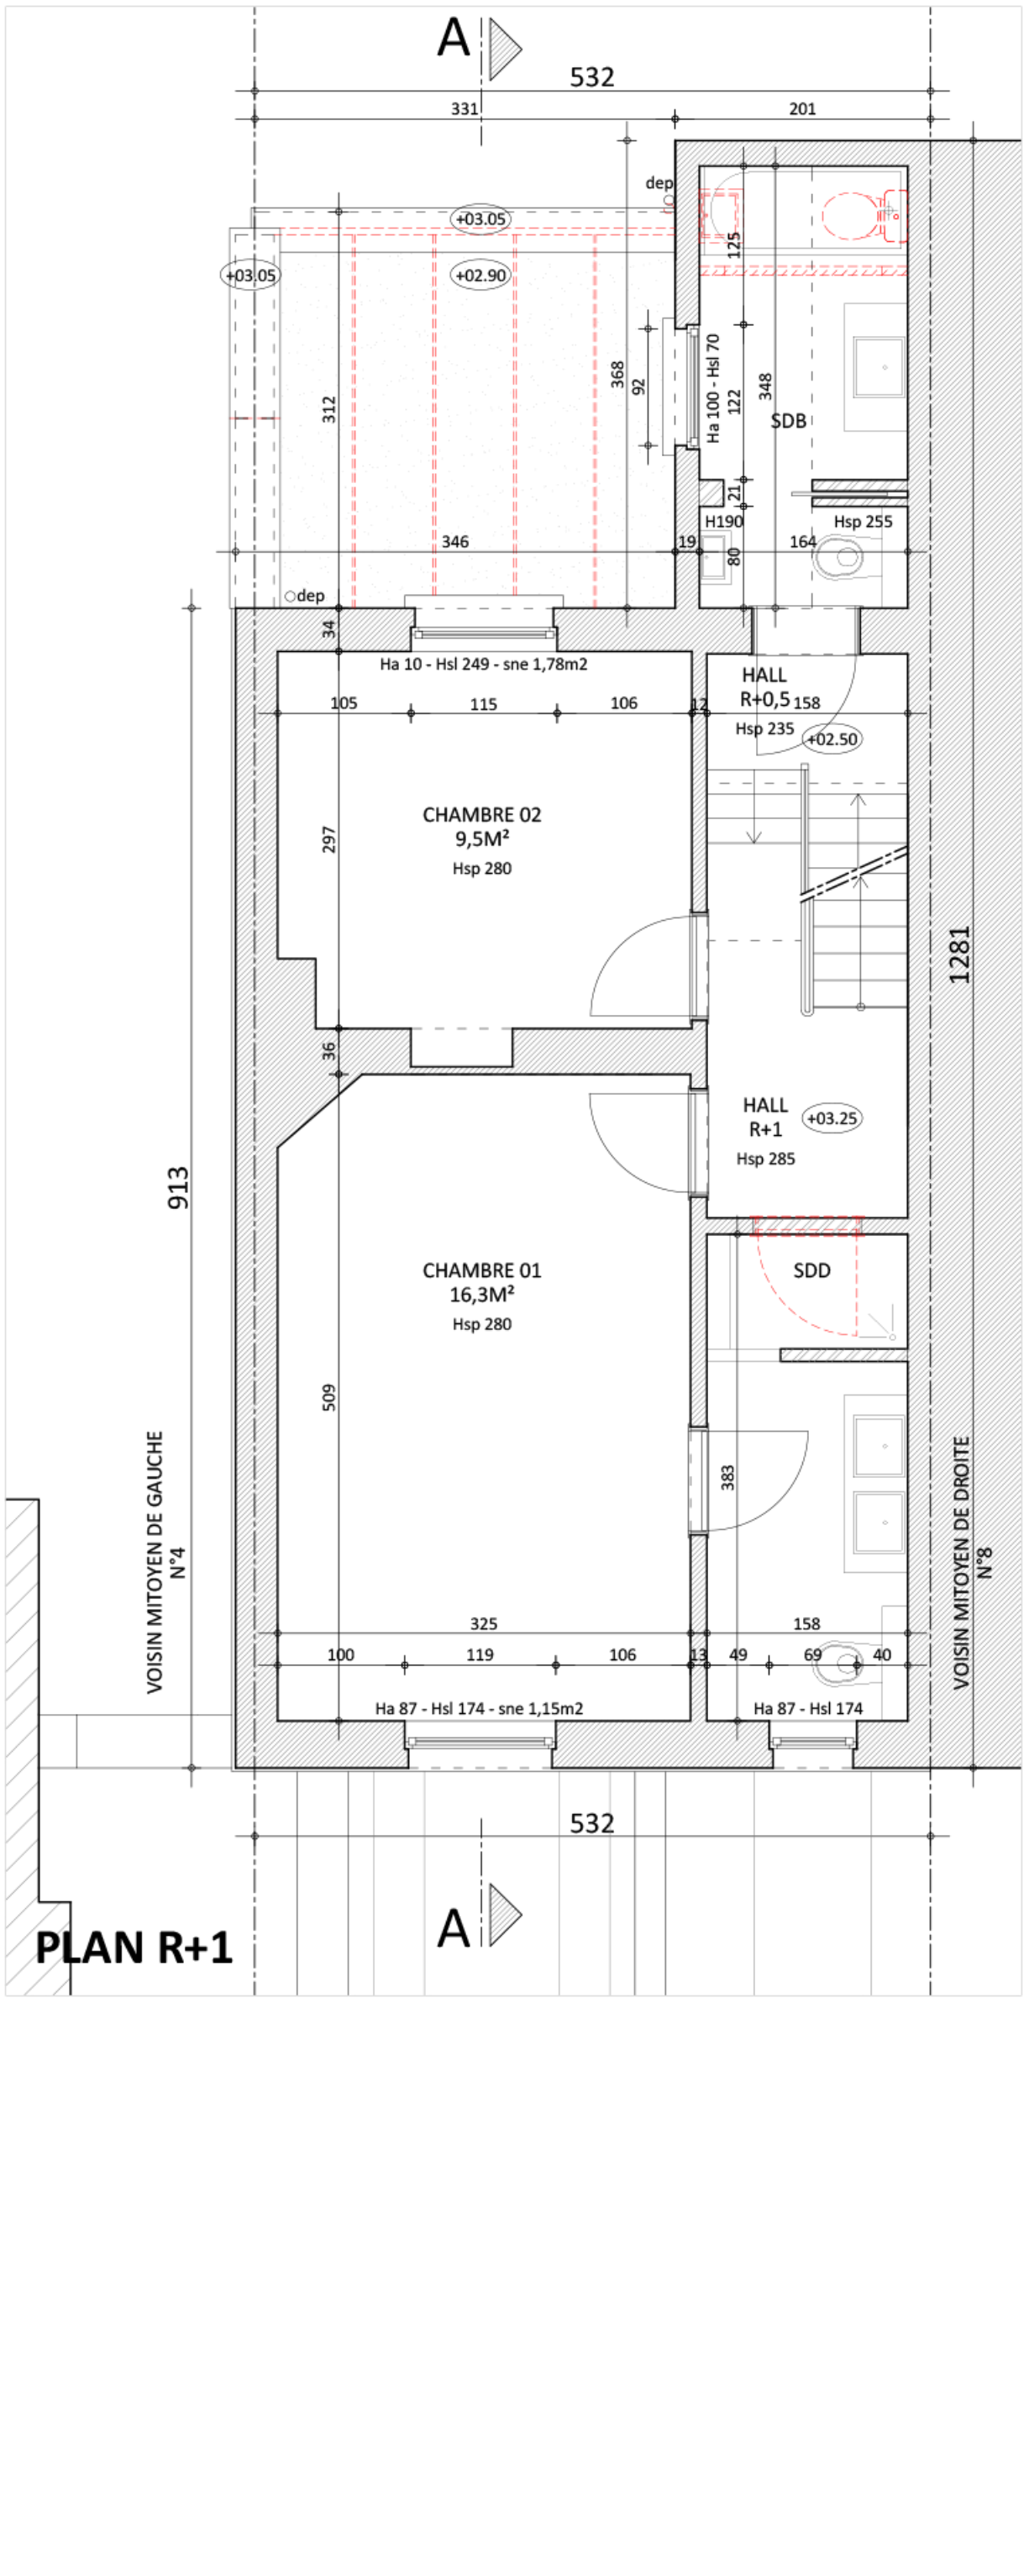 A
532
331
201
dep
+03.05
+03.05
+02.90
125
368
92
Ha 100 - Hsl 70
122
348
312
SDB
21
H190
Hsp 255
346
19
80
164
dep
34
Ha 10 - Hsl 249 - sne 1,78m2
HALL
R+0,5
105
115
106
12
158
Hsp 235
+02.50
CHAMBRE 02
9,5M²
Hsp 280
297
1281
36
HALL
R+1
+03.25
Hsp 285
913
CHAMBRE 01
16,3M²
Hsp 280
SDD
509
383
VOISIN MITOYEN DE GAUCHE
N°4
VOISIN MITOYEN DE DROITE
N°8
325
158
100
119
106
13
49
69
40
Ha 87 - Hsl 174 - sne 1,15m2
Ha 87 - Hsl 174
532
A
PLAN R+1